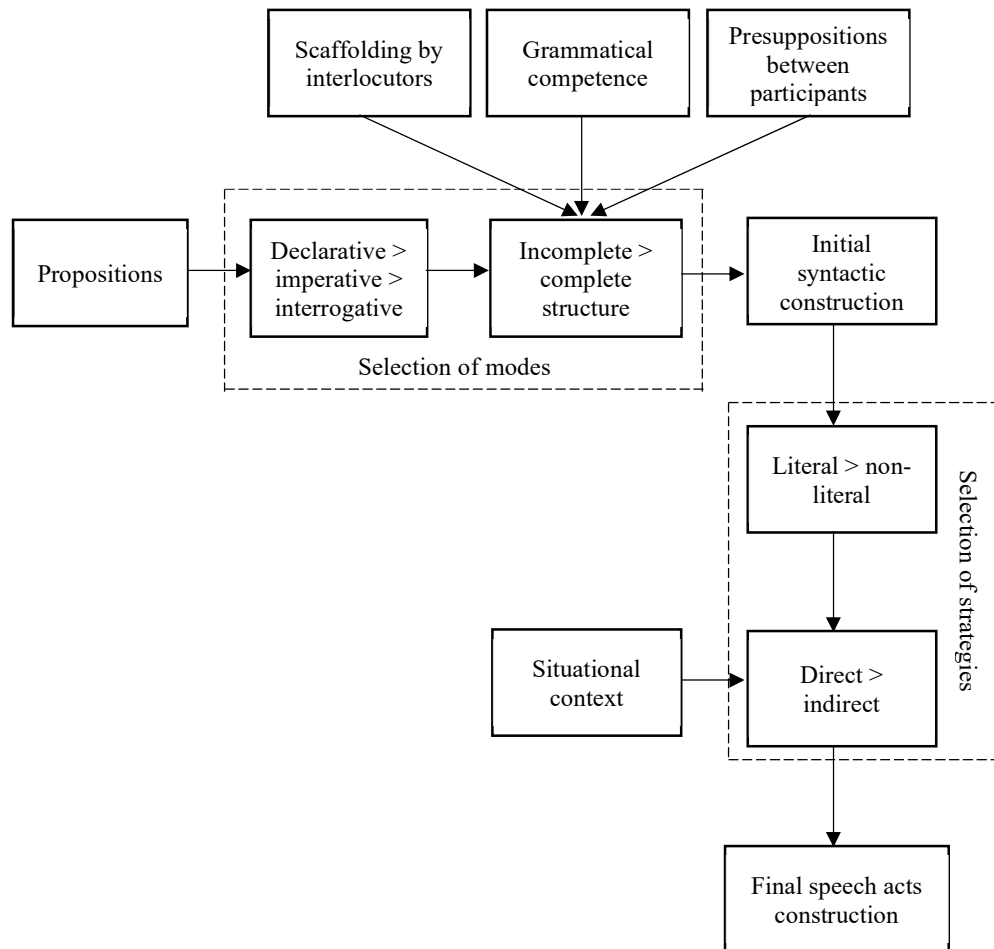 Scaffolding by
interlocutors
Grammatical
competence
Presuppositions
between
participants
Propositions
Declarative >
imperative >
interrogative
Incomplete >
complete
structure
Initial
syntactic
construction
Selection of modes
Literal > non-
literal
Selection of strategies
Situational
context
Direct >
indirect
Final speech acts
construction